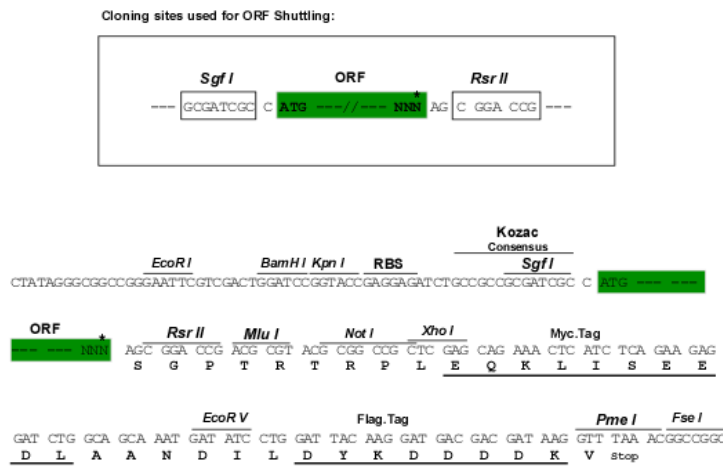 Cloning sites used for ORF Shuttling:
Sgf I ORF Rsr II
--- GCGATCGC C ATG ---//--- NNN AG C GGA CCG ---
*
Kozac
Consensus
EcoR I BamH I Kpn I RBS Sgf I
CTATAGGGCGGCCGGGAATTCGTCGACTGGATCCGGTACCGAGGAGATCTGCCGCCGCGATCGC C ATG --- ---
ORF * Rsr II Mlu I Not I Xho I Myc.Tag
--- --- NNN AGC GGA CCG ACG CGT ACG CGG CCG CTC GAG CAG AAA CTC ATC TCA GAA GAG
S G P T R T R P L E Q K L I S E E
EcoR V Flag.Tag Pme I Fse I
GAT CTG GCA GCA AAT GAT ATC CTG GAT TAC AAG GAT GAC GAC GAT AAG GTT TAA ACGGCCGGC
D L A A N D I L D Y K D D D D K V Stop